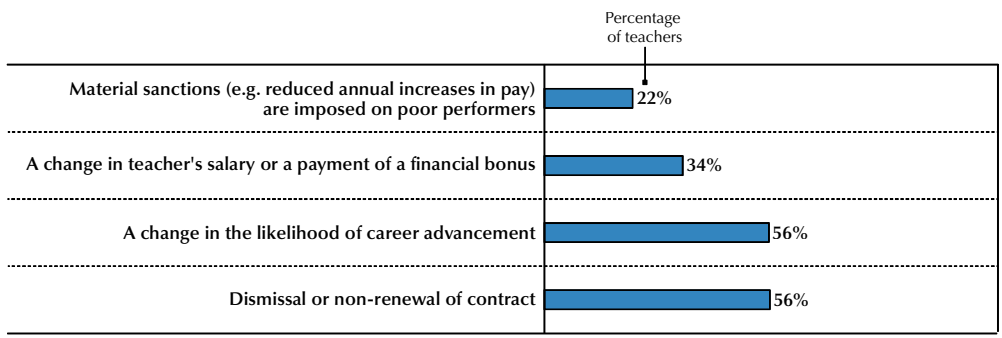 Percentage
of teachers
Material sanctions (e.g. reduced annual increases in pay)
are imposed on poor performers
22%
A change in teacher's salary or a payment of a financial bonus
34%
A change in the likelihood of career advancement
56%
Dismissal or non-renewal of contract
56%